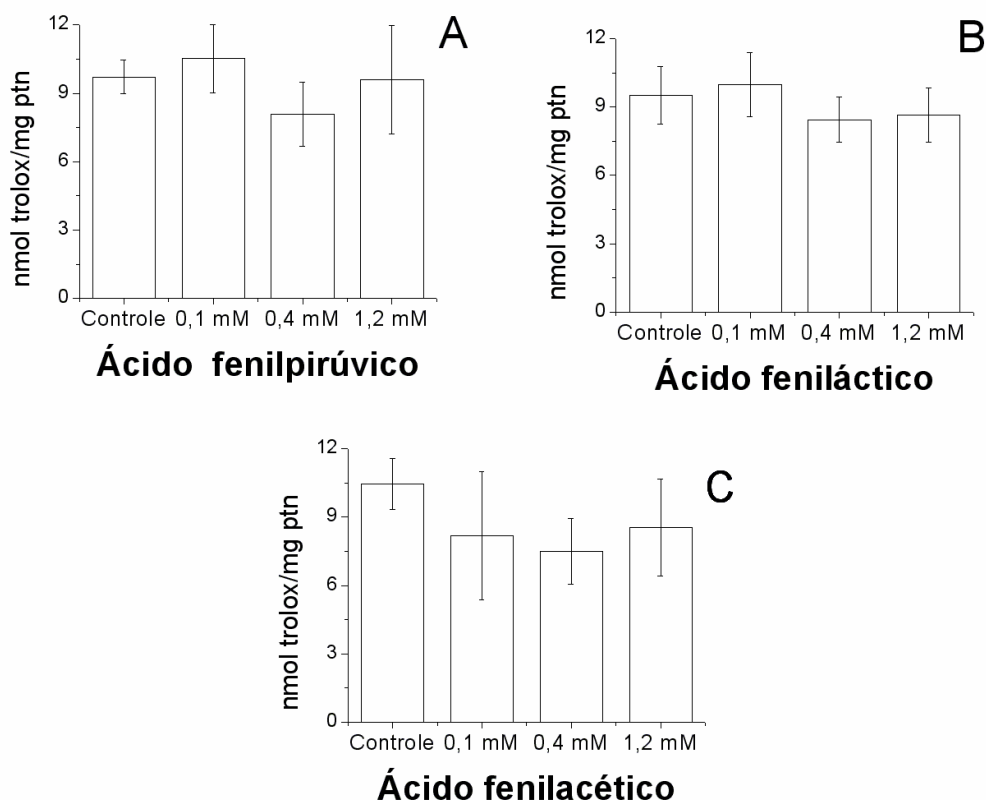 A
nmol trolox/mg ptn
12
9
6
3
0
Controle 0,1 mM 0,4 mM 1,2 mM
Ácido fenilpirúvico
B
nmol trolox/mg ptn
12
9
6
3
0
Controle 0,1 mM 0,4 mM 1,2 mM
Ácido feniláctico
C
nmol trolox/mg ptn
12
9
6
3
0
Controle 0,1 mM 0,4 mM 1,2 mM
Ácido fenilacético